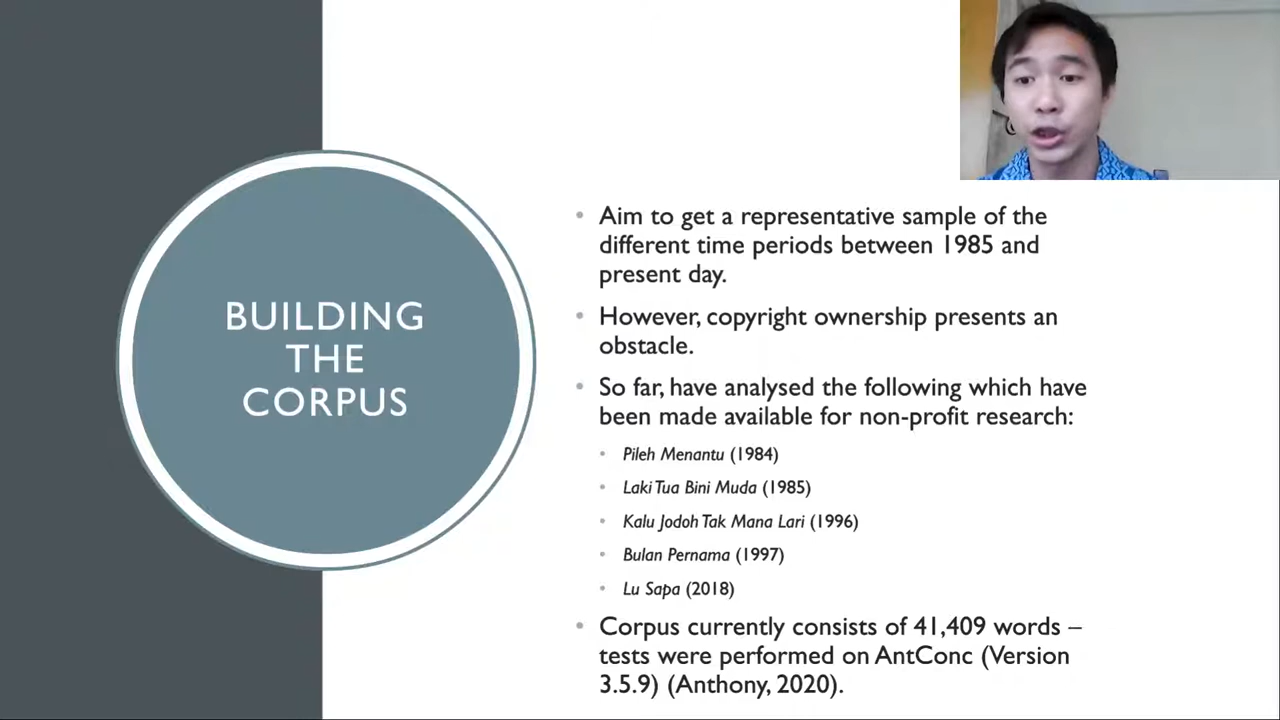 BUILDING
THE
CORPUS
• Aim to get a representative sample of the
different time periods between 1985 and
present day.
• However, copyright ownership presents an
obstacle.
• So far, have analysed the following which have
been made available for non-profit research:
• Pileh Menantu (1984)
• Laki Tua Bini Muda (1985)
• Kalu Jodoh Tak Mana Lari (1996)
• Bulan Pernama (1997)
• Lu Sapa (2018)
• Corpus currently consists of 41,409 words –
tests were performed on AntConc (Version
3.5.9) (Anthony, 2020).